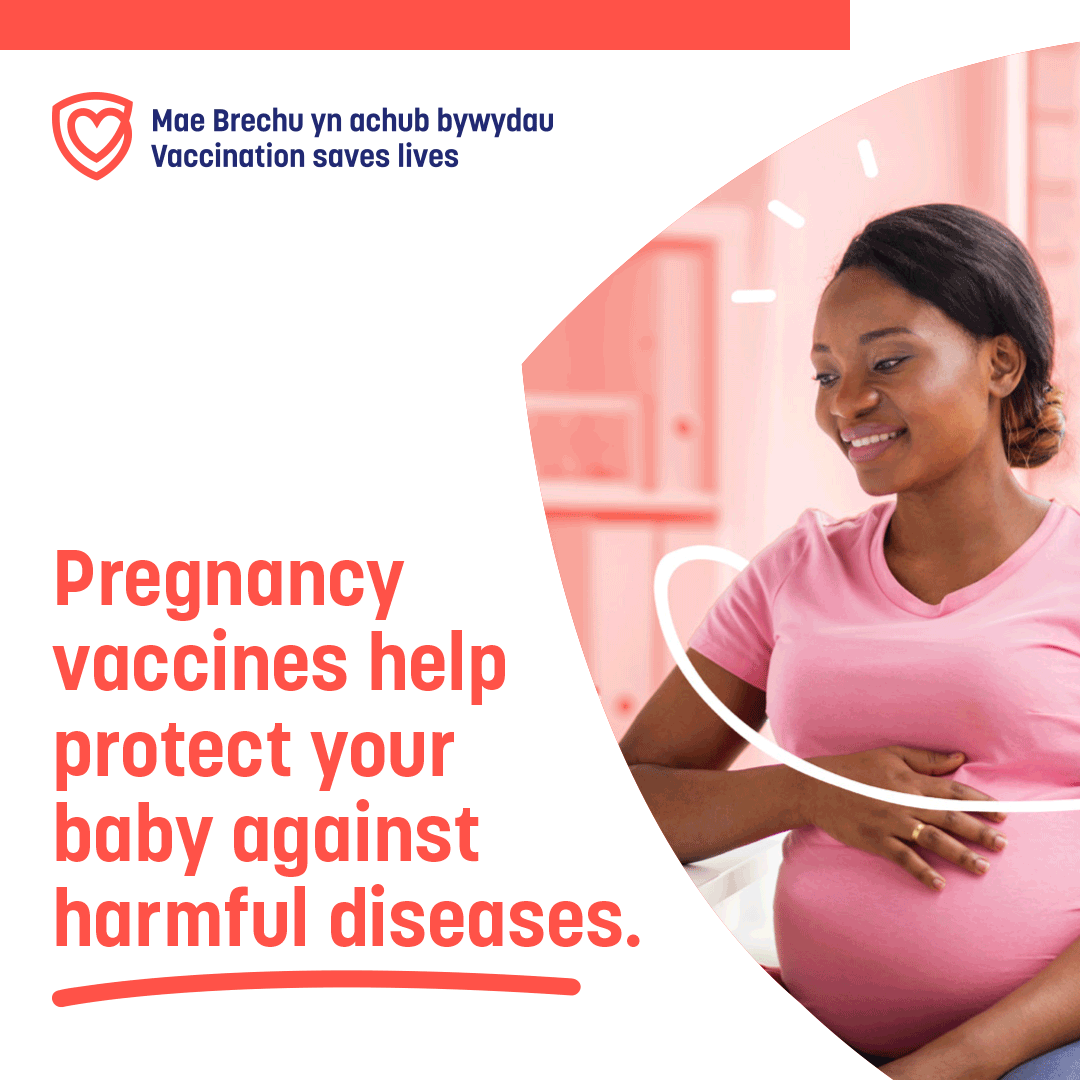 Mae Brechu yn achub bywydau
Vaccination saves lives
Pregnancy
vaccines help
protect your
baby against
harmful diseases.